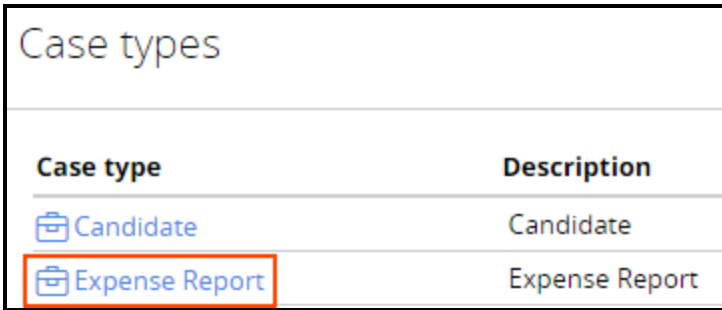 Case types
Case type Description
Candidate Candidate
Expense Report Expense Report